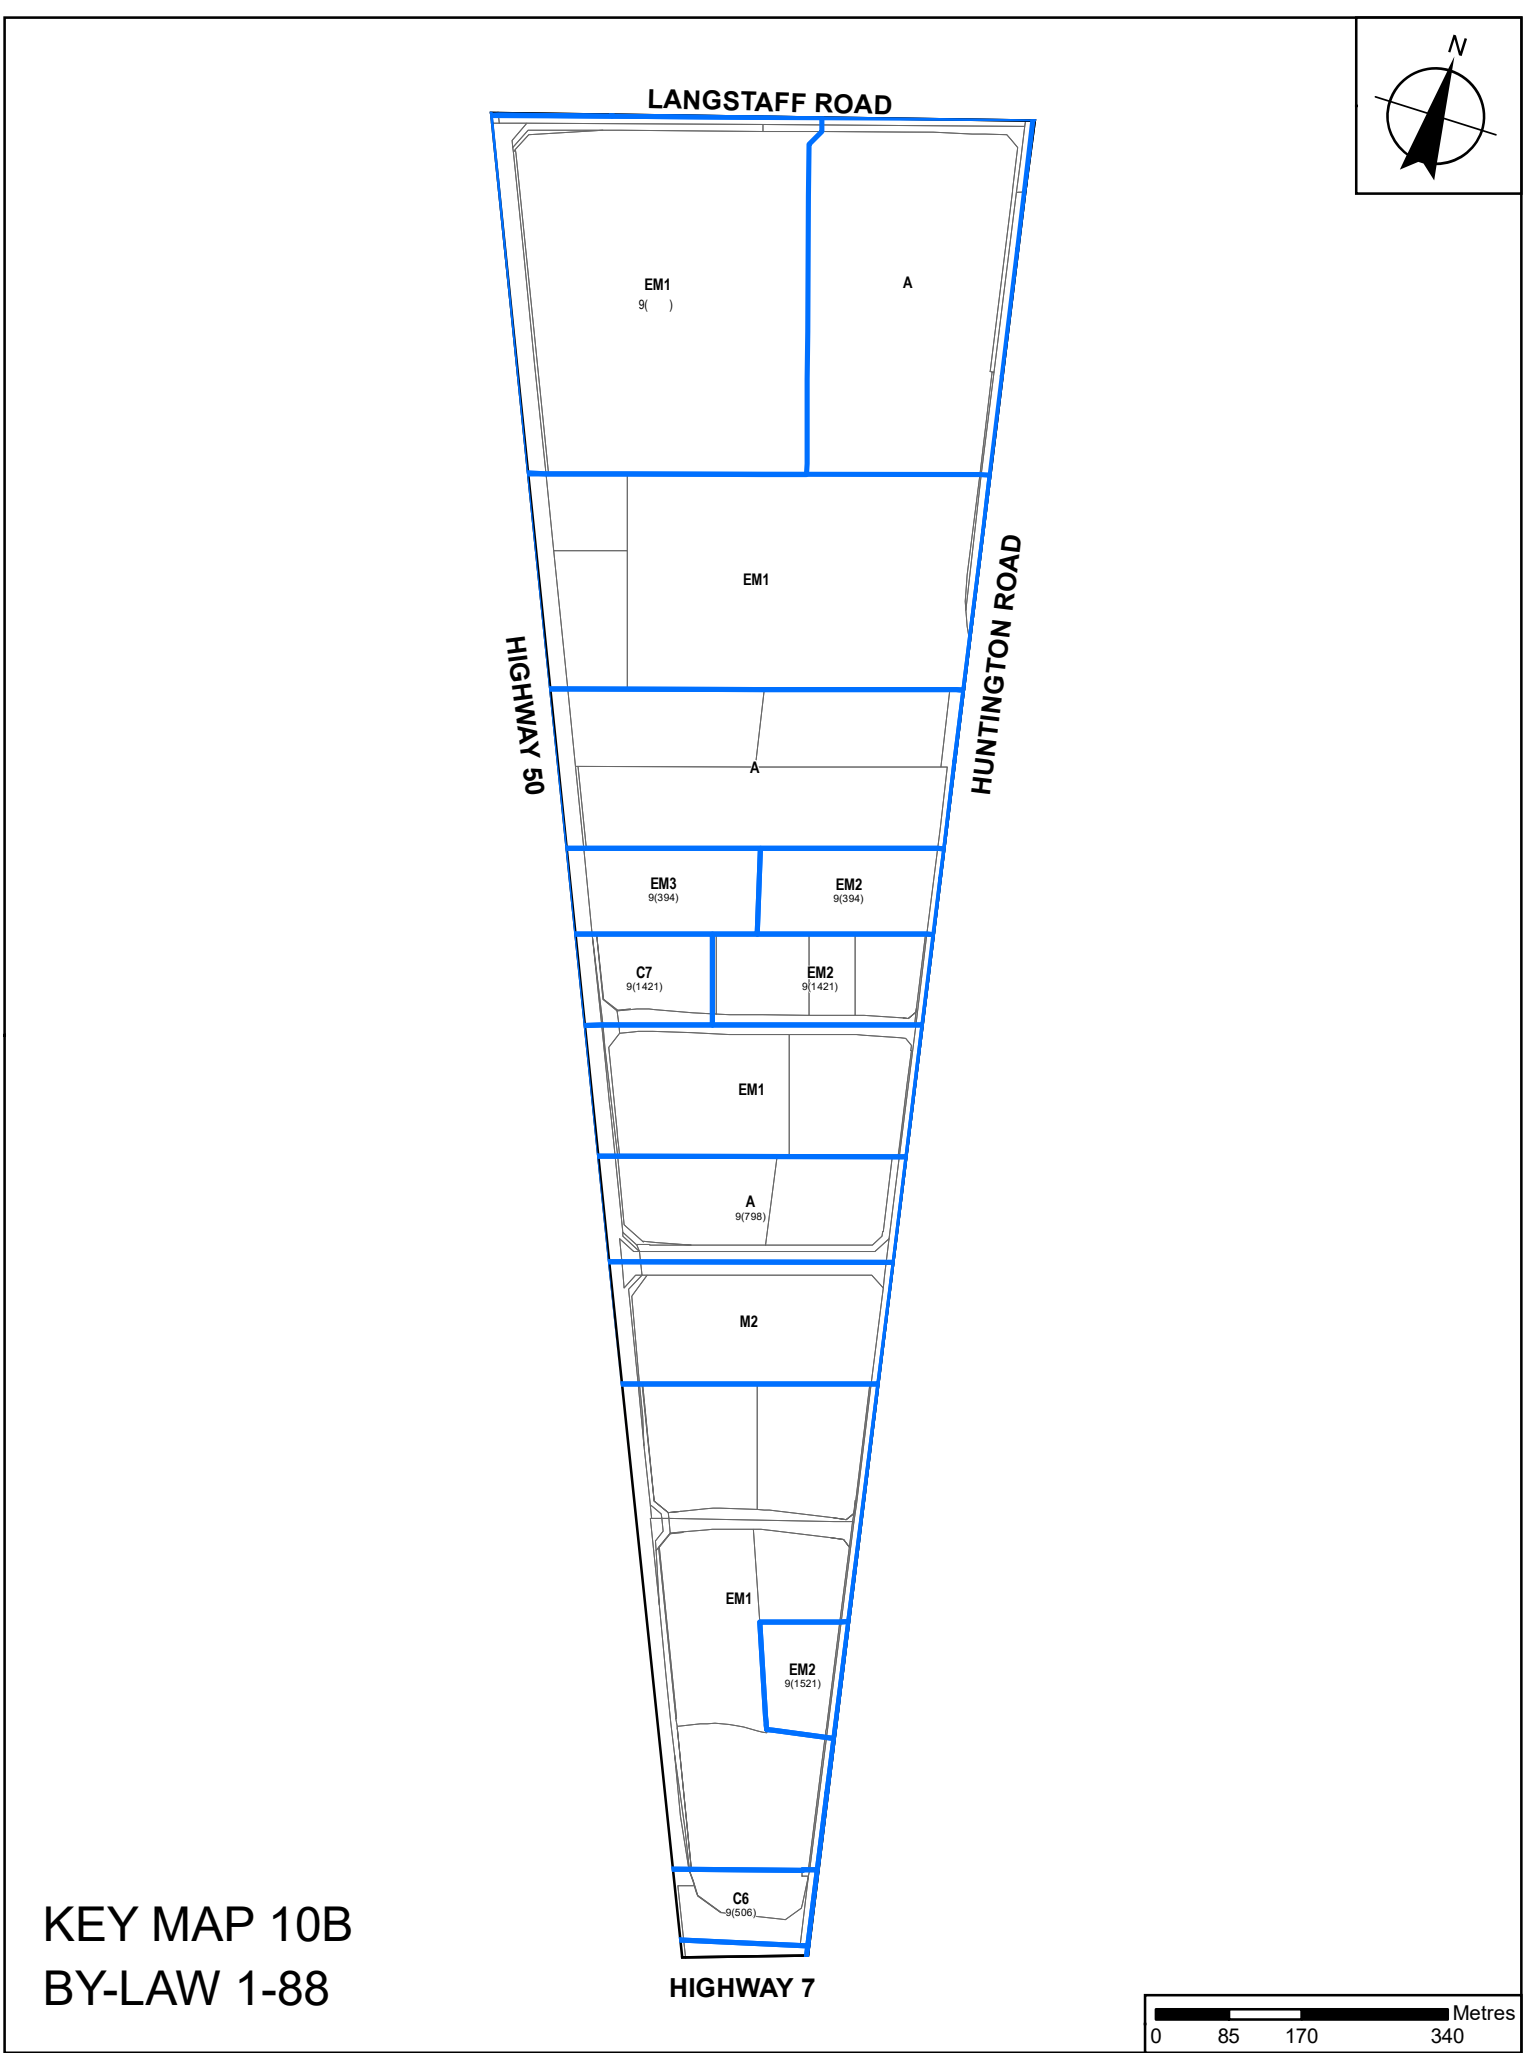 N
LANGSTAFF ROAD
EM1
9( )
A
EM1
HIGHWAY 50
HUNTINGTON ROAD
A
EM3
9(394)
EM2
9(394)
C7
9(1421)
EM2
9(1421)
EM1
A
9(798)
M2
EM1
EM2
9(1521)
C6
9(506)
KEY MAP 10B
BY-LAW 1-88
HIGHWAY 7
Metres
0 85 170 340